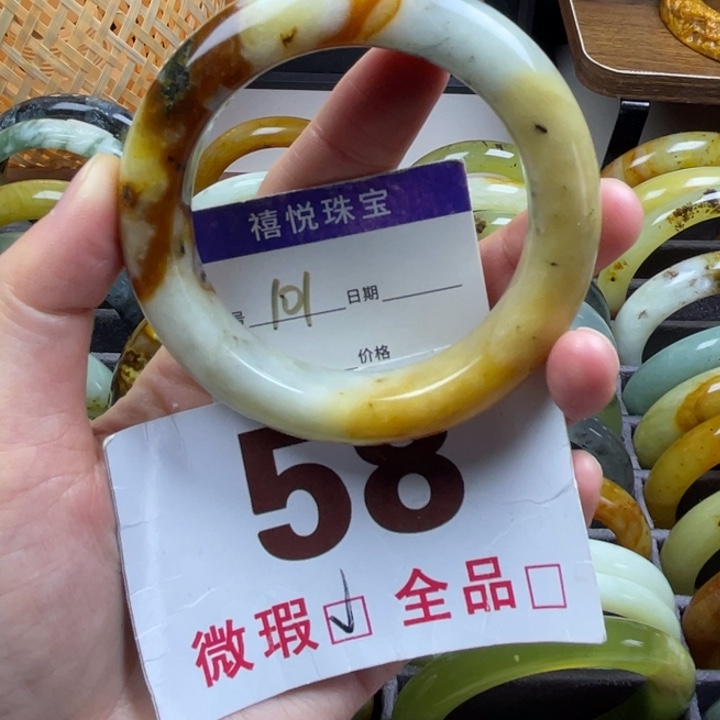 禧悦珠宝
号 101 日期
价格
58
微瑕☑ 全品☐